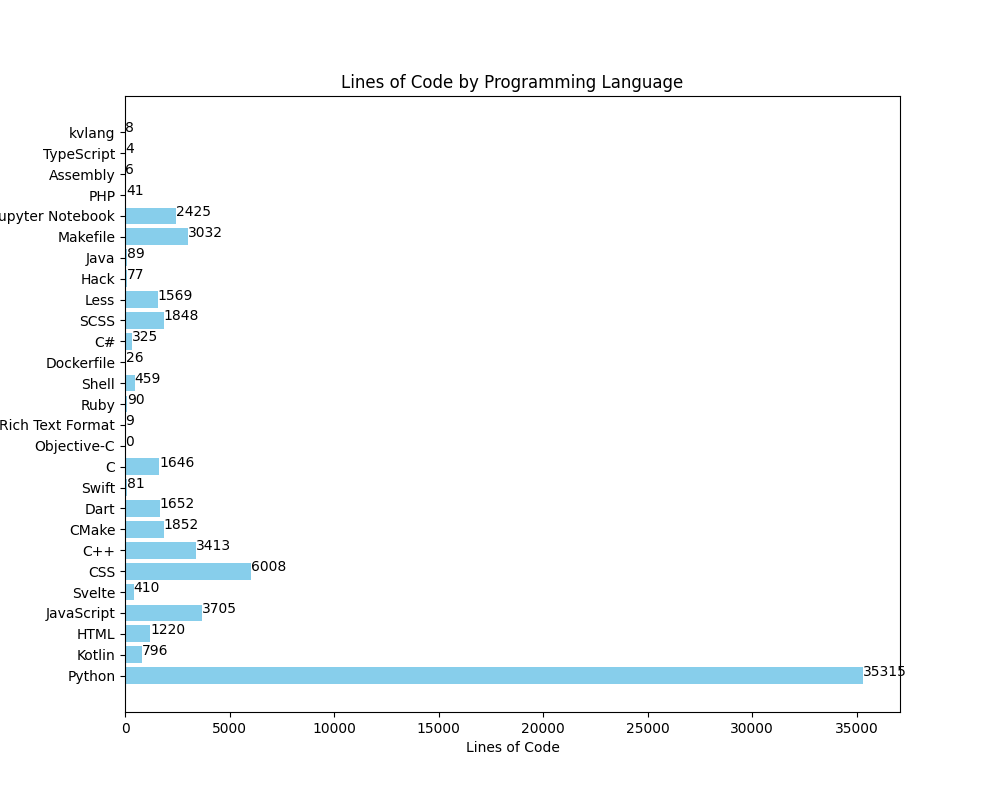 Lines of Code by Programming Language
kvlang 8
TypeScript 4
Assembly 6
PHP 41
upyter Notebook 2425
Makefile 3032
Java 89
Hack 77
Less 1569
SCSS 1848
C# 325
Dockerfile 26
Shell 459
Ruby 90
Rich Text Format 9
Objective-C 0
C 1646
Swift 81
Dart 1652
CMake 1852
C++ 3413
CSS 6008
Svelte 410
JavaScript 3705
HTML 1220
Kotlin 796
Python 35315
0 5000 10000 15000 20000 25000 30000 35000
Lines of Code